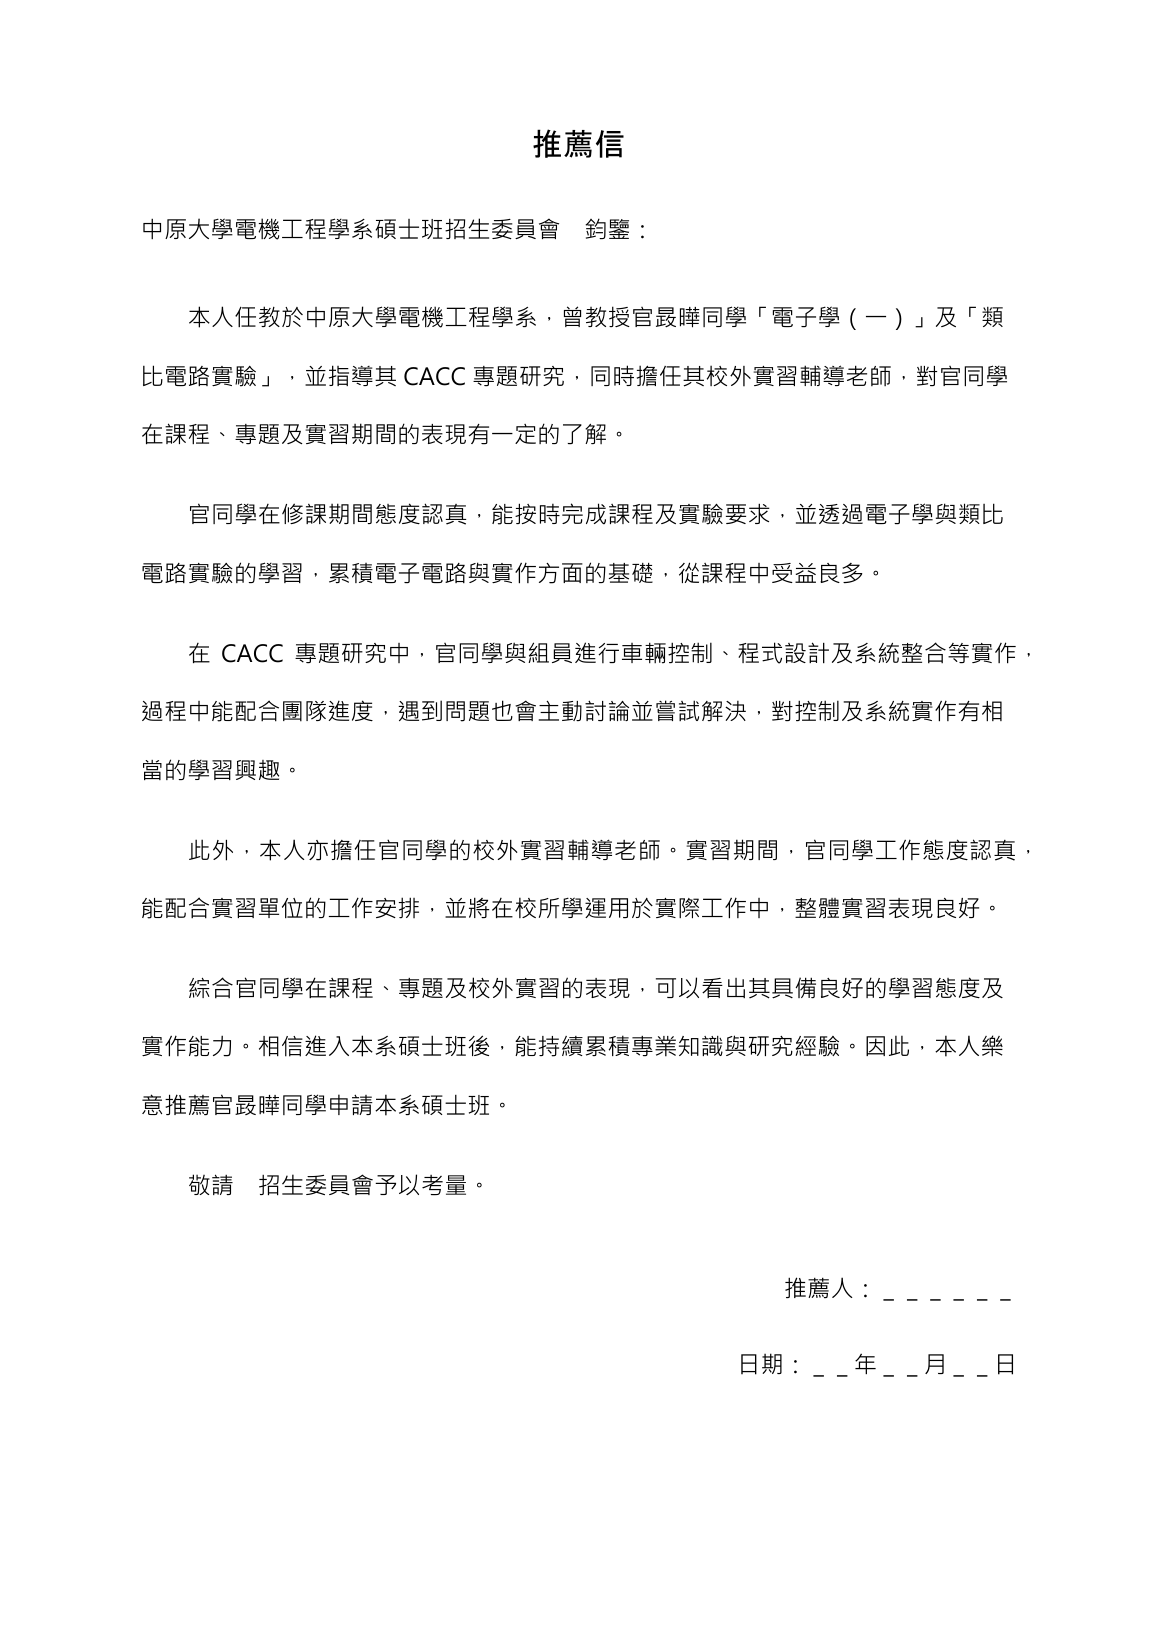 推薦信
中原大學電機工程學系碩士班招生委員會　鈞鑒：
本人任教於中原大學電機工程學系，曾教授官晸曄同學「電子學（一）」及「類
比電路實驗」，並指導其 CACC 專題研究，同時擔任其校外實習輔導老師，對官同學
在課程、專題及實習期間的表現有一定的了解。
官同學在修課期間態度認真，能按時完成課程及實驗要求，並透過電子學與類比
電路實驗的學習，累積電子電路與實作方面的基礎，從課程中受益良多。
在 CACC 專題研究中，官同學與組員進行車輛控制、程式設計及系統整合等實作，
過程中能配合團隊進度，遇到問題也會主動討論並嘗試解決，對控制及系統實作有相
當的學習興趣。
此外，本人亦擔任官同學的校外實習輔導老師。實習期間，官同學工作態度認真，
能配合實習單位的工作安排，並將在校所學運用於實際工作中，整體實習表現良好。
綜合官同學在課程、專題及校外實習的表現，可以看出其具備良好的學習態度及
實作能力。相信進入本系碩士班後，能持續累積專業知識與研究經驗。因此，本人樂
意推薦官晸曄同學申請本系碩士班。
敬請　招生委員會予以考量。
推薦人：＿＿＿＿＿＿
日期：＿＿年＿＿月＿＿日